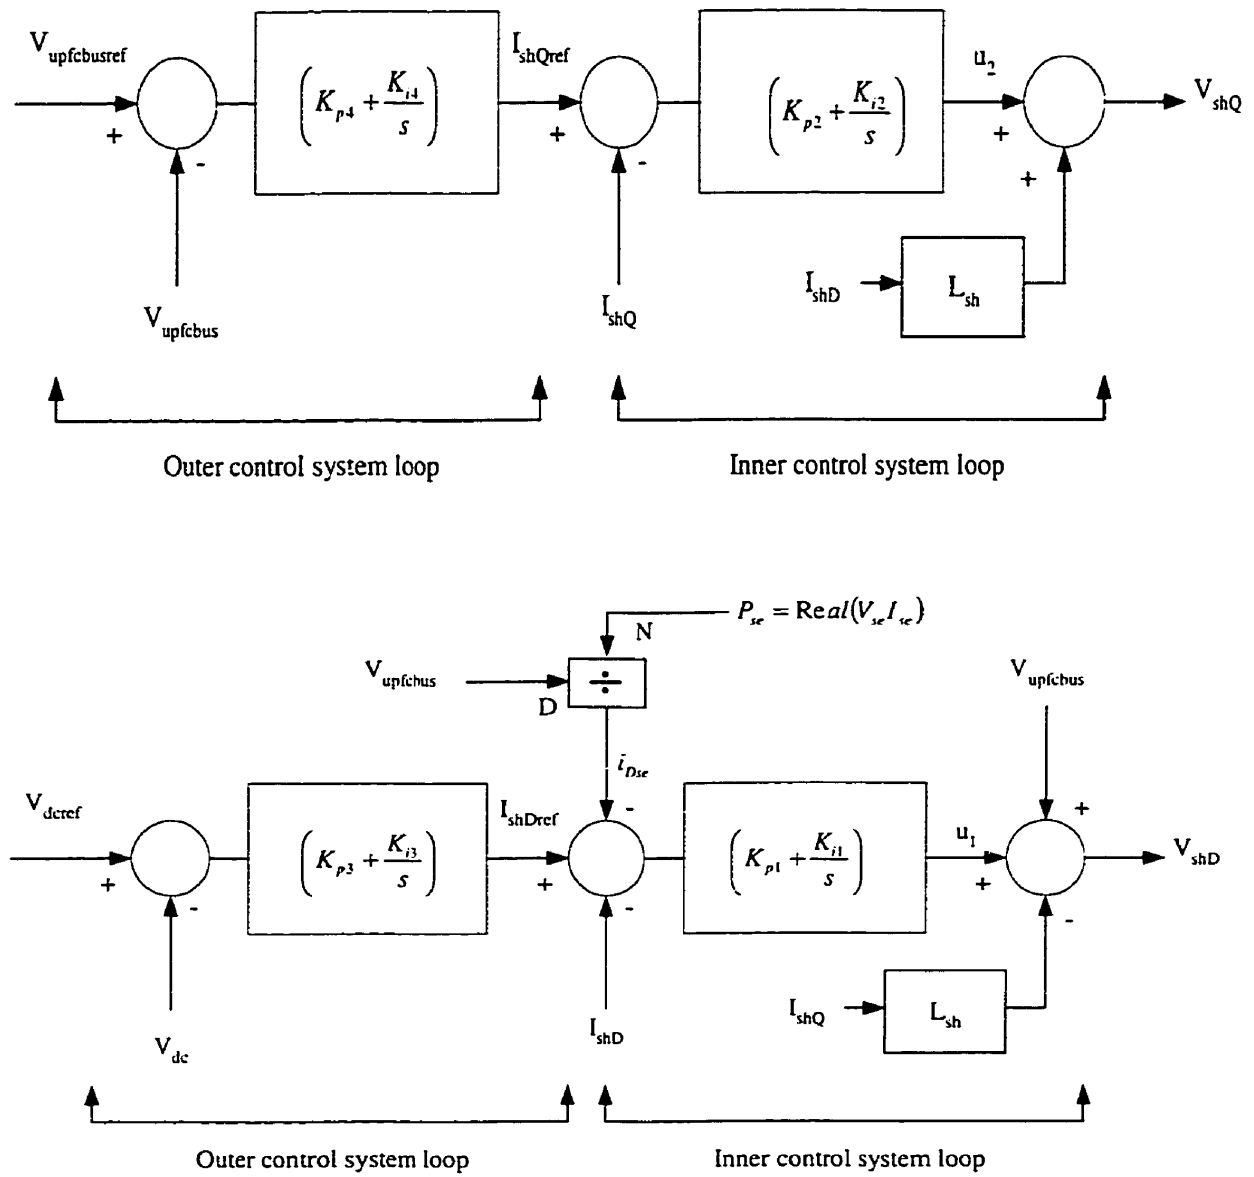 V_upfcbusref
I_shQref
u_2
V_shQ
(K_p4 + K_i4/s)
(K_p2 + K_i2/s)
+
-
+
-
+
+
V_upfcbus
I_shQ
I_shD
L_sh
Outer control system loop
Inner control system loop
P_se = Real(V_se I_se)
N
V_upfcbus
÷
D
V_upfcbus
i_Dse
V_dcref
I_shDref
u_1
V_shD
(K_p3 + K_i3/s)
(K_p1 + K_i1/s)
-
+
+
-
+
-
+
-
V_dc
I_shD
I_shQ
L_sh
Outer control system loop
Inner control system loop